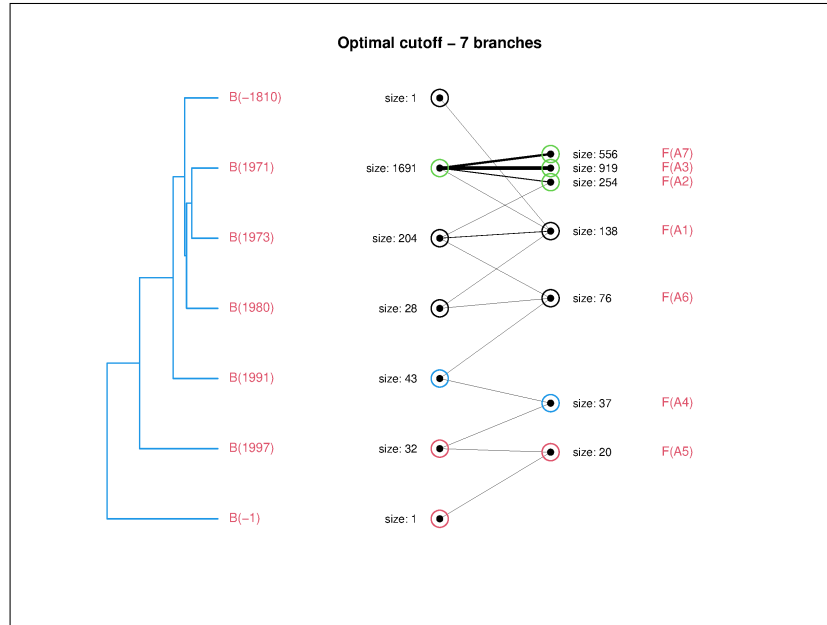 Optimal cutoff – 7 branches
B(−1810) size: 1
size: 556 F(A7)
B(1971) size: 1691 size: 919 F(A3)
size: 254 F(A2)
size: 138 F(A1)
B(1973) size: 204
size: 76 F(A6)
B(1980) size: 28
B(1991) size: 43
size: 37 F(A4)
B(1997) size: 32 size: 20 F(A5)
B(−1) size: 1